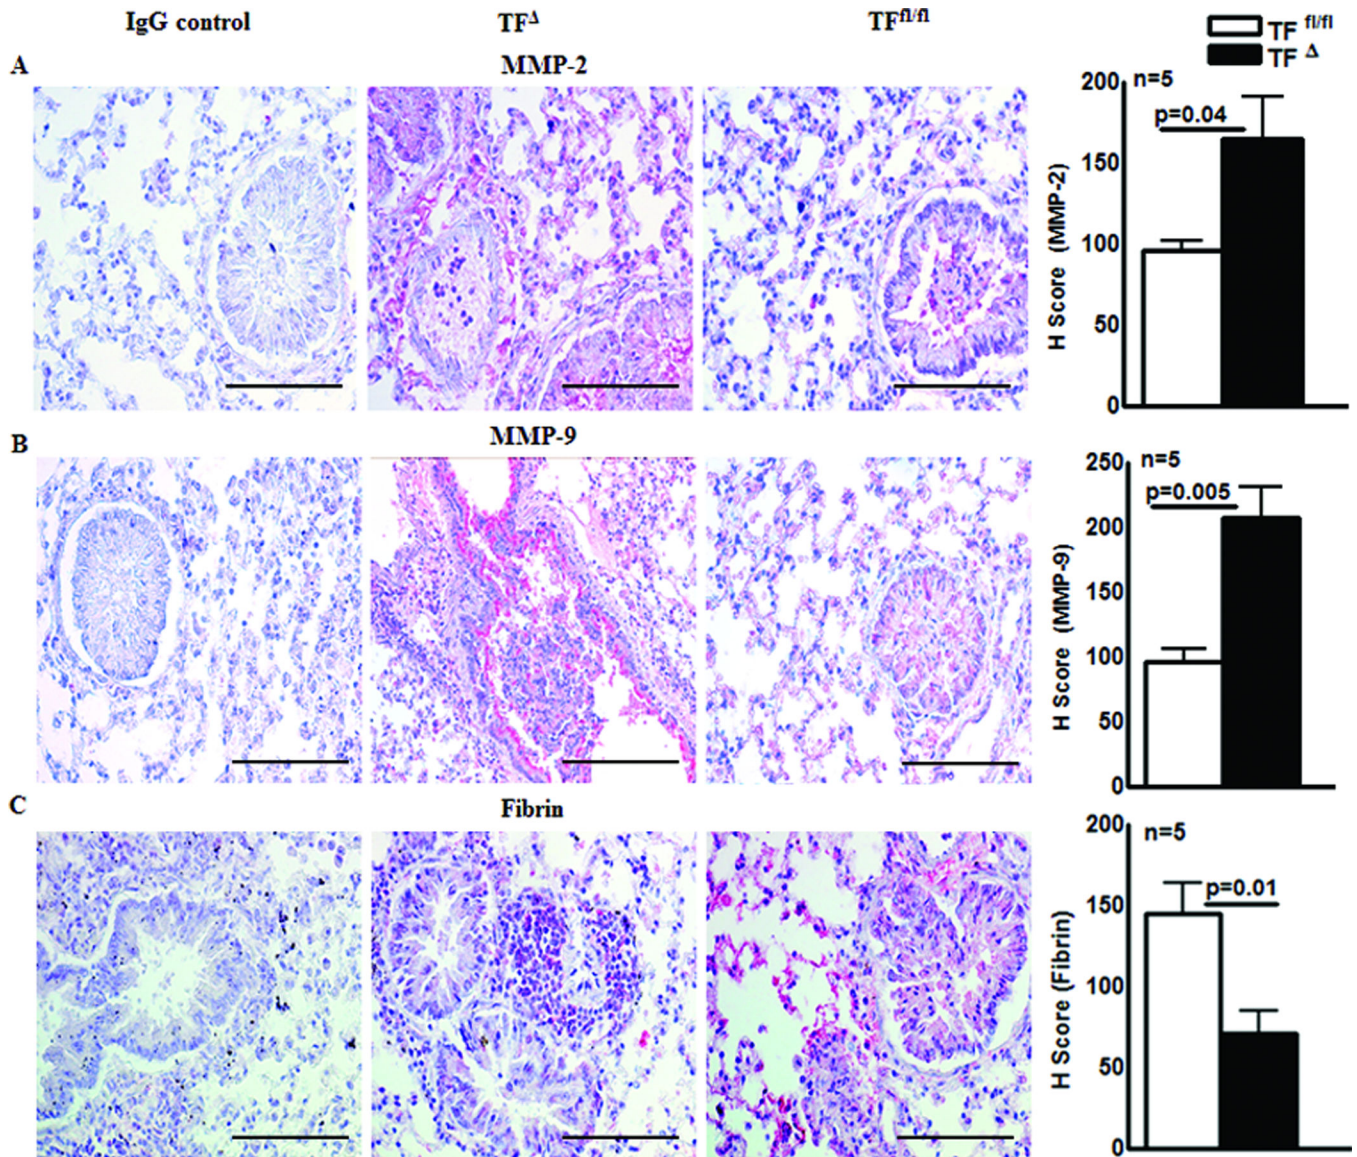 IgG control TF^Δ TF^fl/fl
TF fl/fl
TF Δ
A
MMP-2
200
n=5
p=0.04
150
100
50
0
H Score (MMP-2)
B
MMP-9
250
n=5
p=0.005
200
150
100
50
0
H Score (MMP-9)
C
Fibrin
200
n=5
p=0.01
150
100
50
0
H Score (Fibrin)